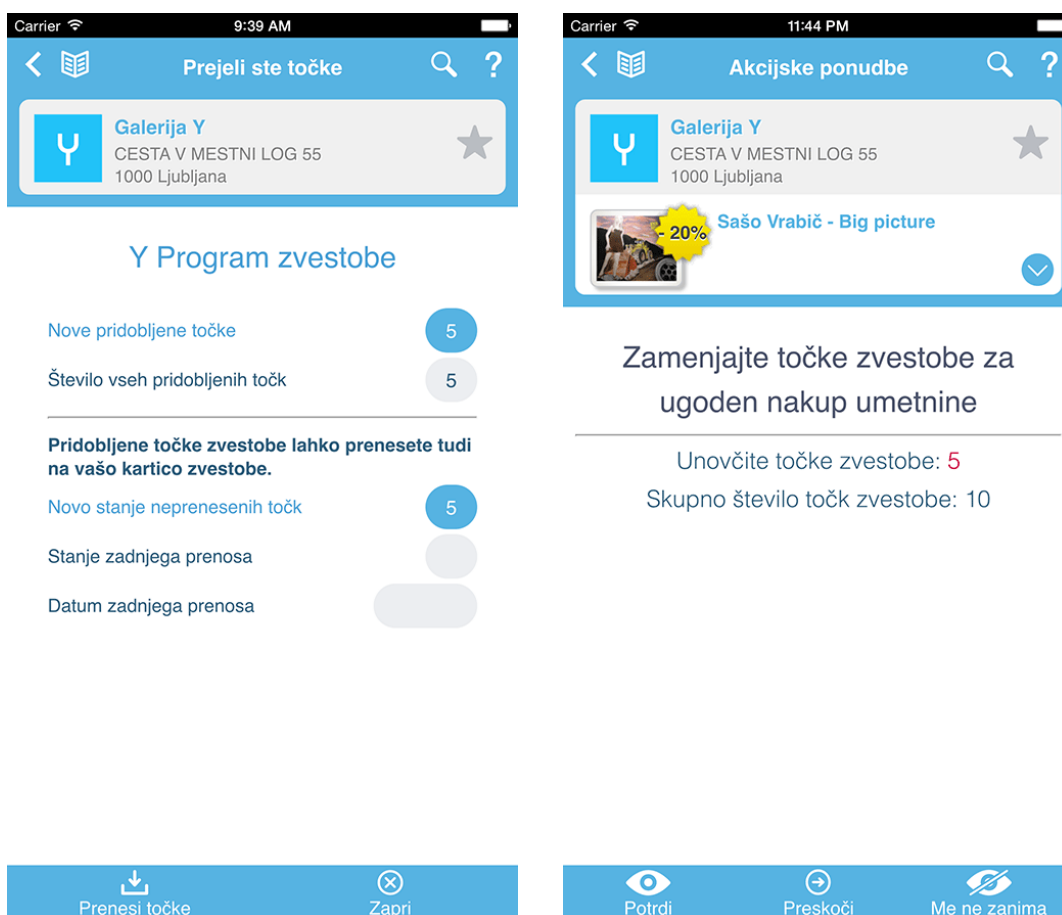 Carrier 9:39 AM
Prejeli ste točke ?
Galerija Y
CESTA V MESTNI LOG 55
1000 Ljubljana
Y Program zvestobe
Nove pridobljene točke 5
Število vseh pridobljenih točk 5
Pridobljene točke zvestobe lahko prenesete tudi
na vašo kartico zvestobe.
Novo stanje neprenesenih točk 5
Stanje zadnjega prenosa
Datum zadnjega prenosa
Prenesi točke Zapri
Carrier 11:44 PM
Akcijske ponudbe ?
Galerija Y
CESTA V MESTNI LOG 55
1000 Ljubljana
- 20% Sašo Vrabič - Big picture
Zamenjajte točke zvestobe za
ugoden nakup umetnine
Unovčite točke zvestobe: 5
Skupno število točk zvestobe: 10
Potrdi Preskoči Me ne zanima